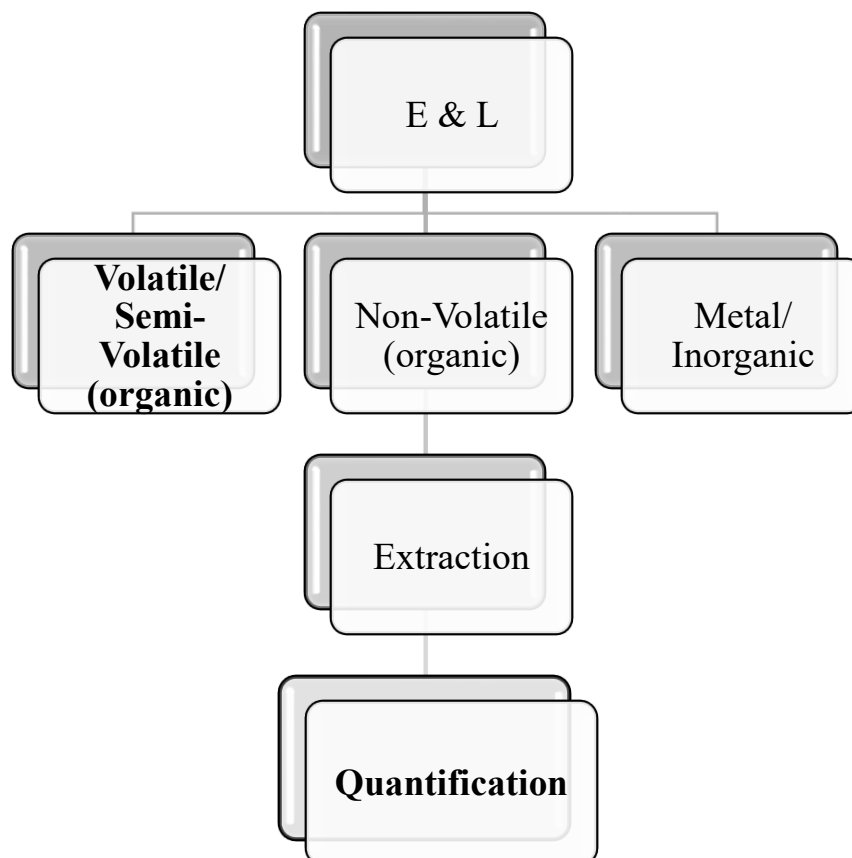 E & L
Volatile/
Semi-
Volatile
(organic)
Non-Volatile
(organic)
Metal/
Inorganic
Extraction
Quantification